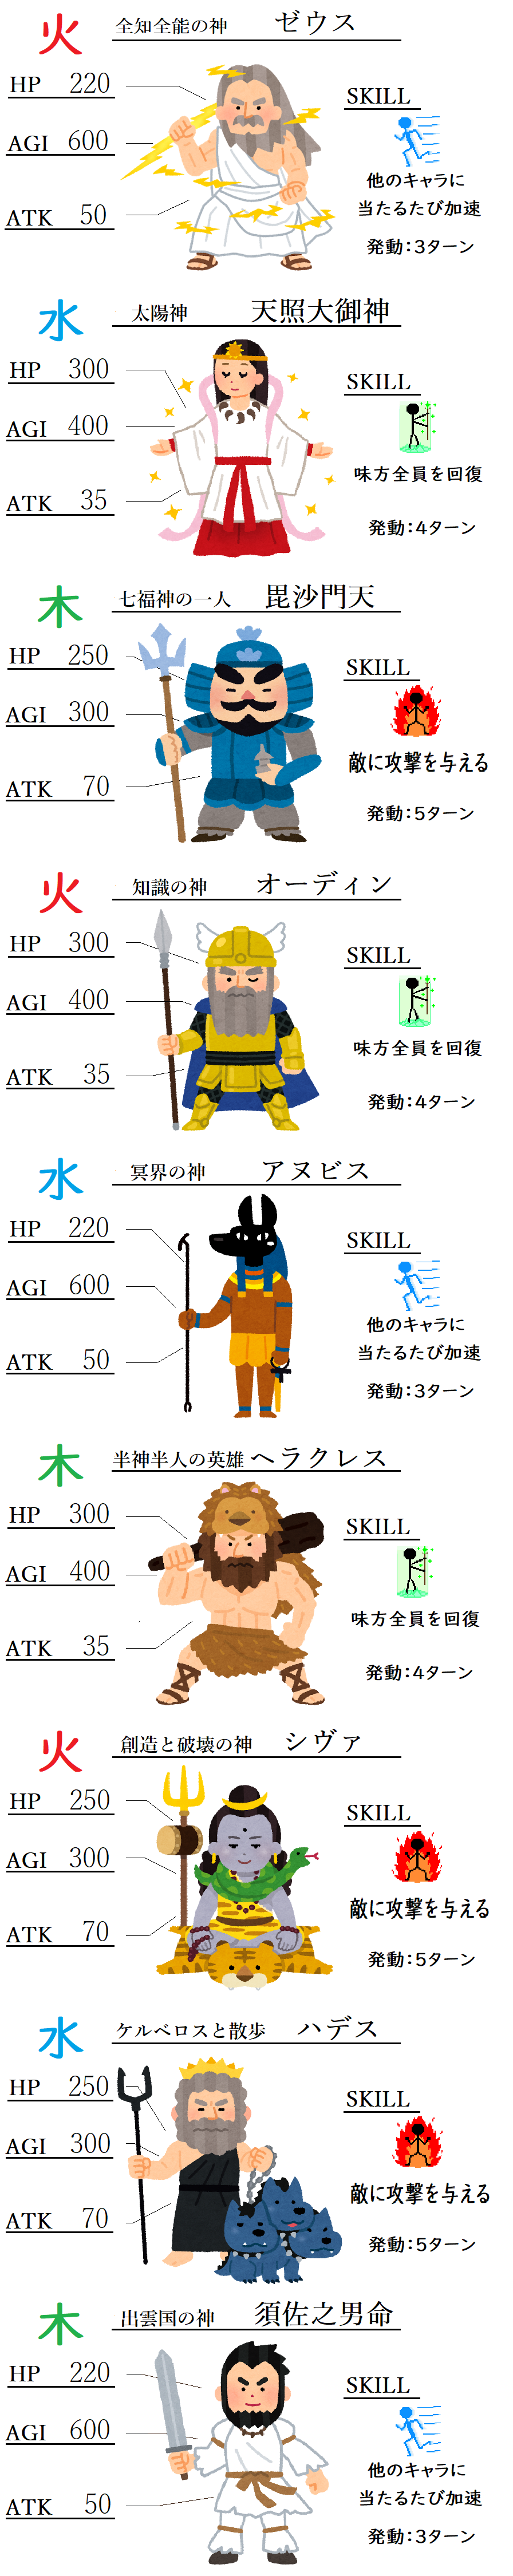 火 全知全能の神 ゼウス
HP 220
SKILL
AGI 600
他のキャラに
当たるたび加速
ATK 50
発動:3ターン
水 太陽神 天照大御神
HP 300
SKILL
AGI 400
味方全員を回復
ATK 35
発動:4ターン
木 七福神の一人 毘沙門天
HP 250
SKILL
AGI 300
敵に攻撃を与える
ATK 70
発動:5ターン
火 知識の神 オーディン
HP 300
SKILL
AGI 400
味方全員を回復
ATK 35
発動:4ターン
水 冥界の神 アヌビス
HP 220
SKILL
AGI 600
他のキャラに
当たるたび加速
ATK 50
発動:3ターン
木 半神半人の英雄 ヘラクレス
HP 300
SKILL
AGI 400
味方全員を回復
ATK 35
発動:4ターン
火 創造と破壊の神 シヴァ
HP 250
SKILL
AGI 300
敵に攻撃を与える
ATK 70
発動:5ターン
水 ケルベロスと散歩 ハデス
HP 250
SKILL
AGI 300
敵に攻撃を与える
ATK 70
発動:5ターン
木 出雲国の神 須佐之男命
HP 220
SKILL
AGI 600
他のキャラに
当たるたび加速
ATK 50
発動:3ターン